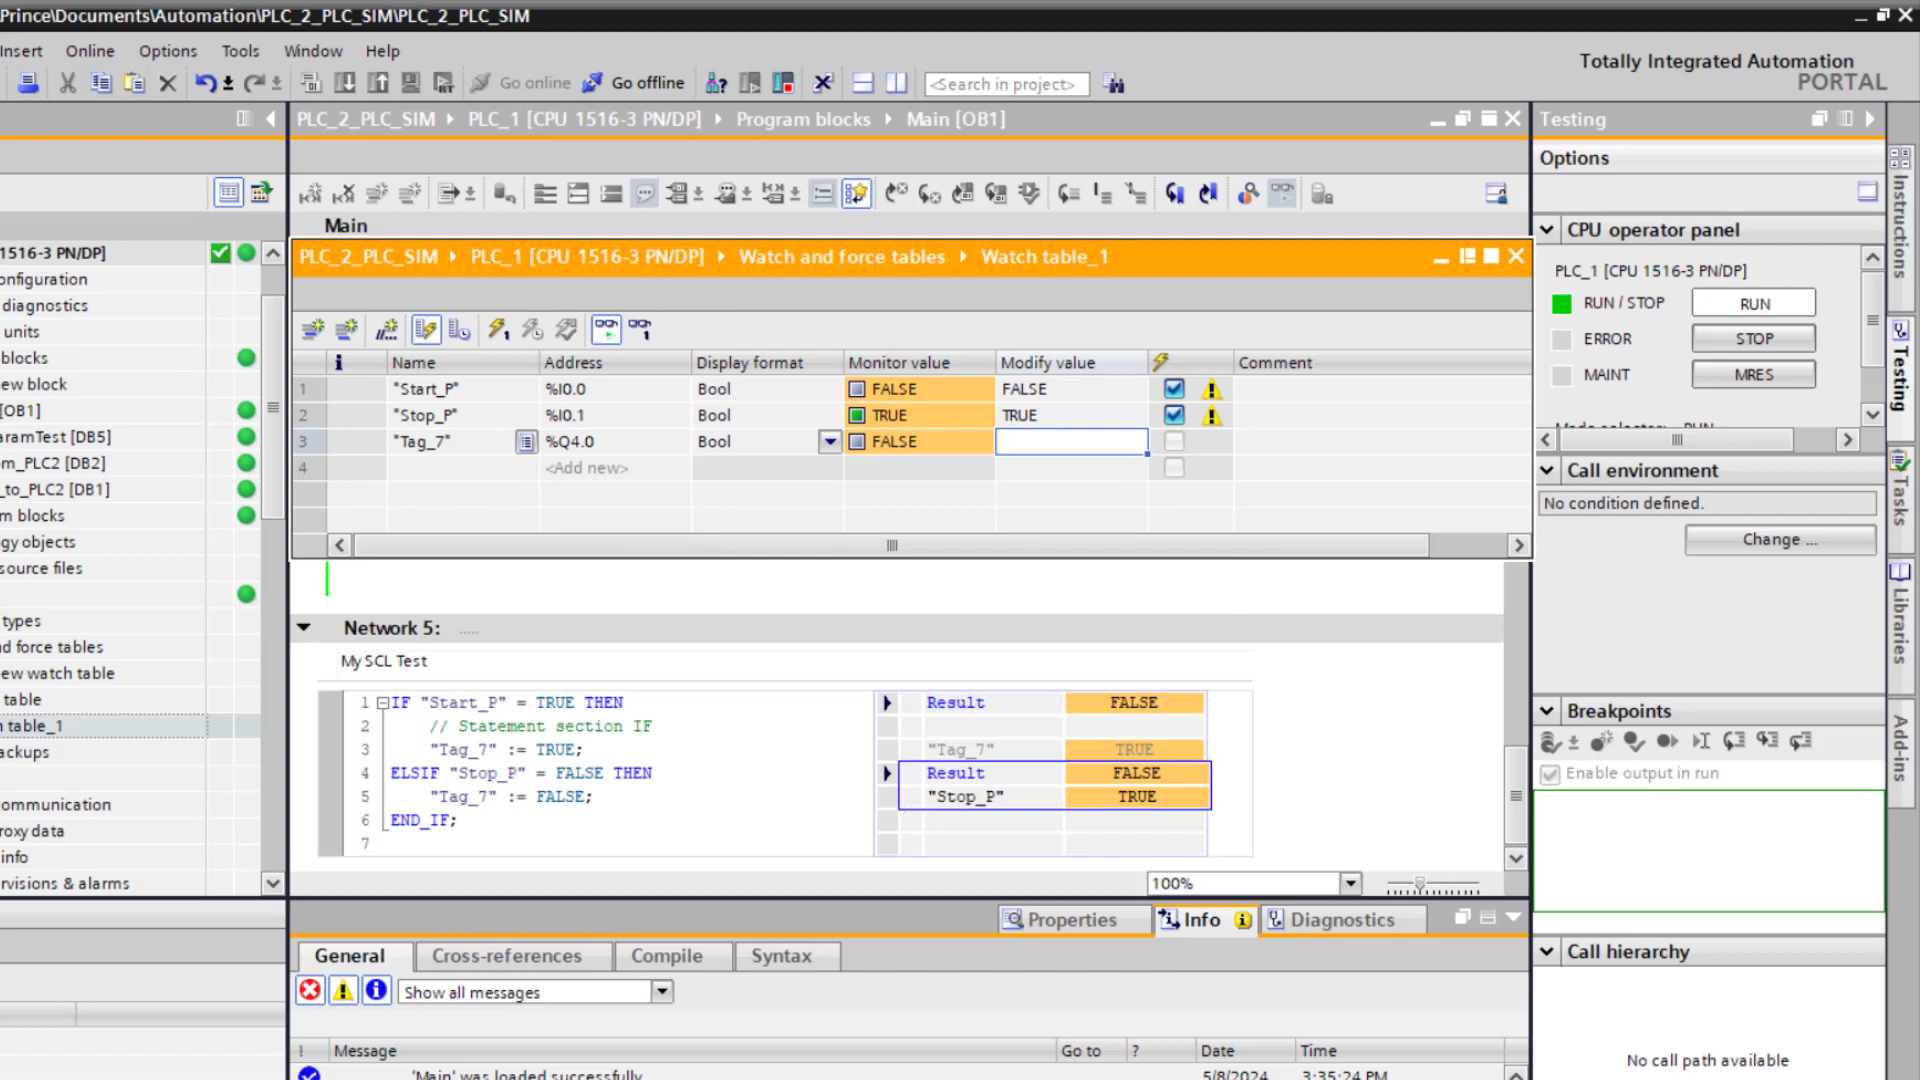 Prince\Documents\Automation\PLC_2_PLC_SIM\PLC_2_PLC_SIM
Insert Online Options Tools Window Help
Totally Integrated Automation
PORTAL
Go online Go offline <Search in project>
PLC_2_PLC_SIM PLC_1 [CPU 1516-3 PN/DP] Program blocks Main [OB1]
Testing
Options
Main
CPU operator panel
PLC_1 [CPU 1516-3 PN/DP]
RUN / STOP RUN
ERROR STOP
MAINT MRES
Call environment
No condition defined.
Change ...
Breakpoints
Enable output in run
Call hierarchy
No call path available
Instructions
Testing
Tasks
Libraries
Add-ins
1516-3 PN/DP]
onfiguration
diagnostics
units
blocks
ew block
[OB1]
aramTest [DB5]
om_PLC2 [DB2]
_to_PLC2 [DB1]
m blocks
gy objects
source files
types
nd force tables
ew watch table
table
h table_1
ackups
ommunication
roxy data
info
rvisions & alarms
PLC_2_PLC_SIM PLC_1 [CPU 1516-3 PN/DP] Watch and force tables Watch table_1
i Name Address Display format Monitor value Modify value Comment
1 "Start_P" %I0.0 Bool FALSE FALSE
2 "Stop_P" %I0.1 Bool TRUE TRUE
3 "Tag_7" %Q4.0 Bool FALSE
4 <Add new>
Network 5: .....
My SCL Test
1 IF "Start_P" = TRUE THEN
2 // Statement section IF
3 "Tag_7" := TRUE;
4 ELSIF "Stop_P" = FALSE THEN
5 "Tag_7" := FALSE;
6 END_IF;
7
Result FALSE
"Tag_7" TRUE
Result FALSE
"Stop_P" TRUE
100%
Properties Info Diagnostics
General Cross-references Compile Syntax
Show all messages
! Message Go to ? Date Time
'Main' was loaded successfully. 5/8/2024 3:35:24 PM